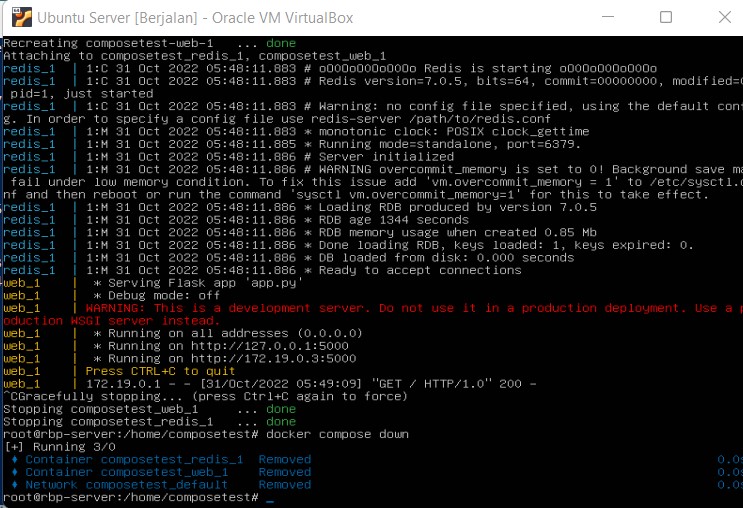 Ubuntu Server [Berjalan] - Oracle VM VirtualBox
Recreating composetest-web-1   ... done
Attaching to composetest_redis_1, composetest_web_1
redis_1  | 1:C 31 Oct 2022 05:48:11.883 # oO0OoO0OoO0Oo Redis is starting oO0OoO0OoO0Oo
redis_1  | 1:C 31 Oct 2022 05:48:11.883 # Redis version=7.0.5, bits=64, commit=00000000, modified=0
 pid=1, just started
redis_1  | 1:C 31 Oct 2022 05:48:11.883 # Warning: no config file specified, using the default conf
g. In order to specify a config file use redis-server /path/to/redis.conf
redis_1  | 1:M 31 Oct 2022 05:48:11.883 * monotonic clock: POSIX clock_gettime
redis_1  | 1:M 31 Oct 2022 05:48:11.885 * Running mode=standalone, port=6379.
redis_1  | 1:M 31 Oct 2022 05:48:11.886 # Server initialized
redis_1  | 1:M 31 Oct 2022 05:48:11.886 # WARNING overcommit_memory is set to 0! Background save ma
 fail under low memory condition. To fix this issue add 'vm.overcommit_memory = 1' to /etc/sysctl.c
nf and then reboot or run the command 'sysctl vm.overcommit_memory=1' for this to take effect.
redis_1  | 1:M 31 Oct 2022 05:48:11.886 * Loading RDB produced by version 7.0.5
redis_1  | 1:M 31 Oct 2022 05:48:11.886 * RDB age 1344 seconds
redis_1  | 1:M 31 Oct 2022 05:48:11.886 * RDB memory usage when created 0.85 Mb
redis_1  | 1:M 31 Oct 2022 05:48:11.886 * Done loading RDB, keys loaded: 1, keys expired: 0.
redis_1  | 1:M 31 Oct 2022 05:48:11.886 * DB loaded from disk: 0.000 seconds
redis_1  | 1:M 31 Oct 2022 05:48:11.886 * Ready to accept connections
web_1    |  * Serving Flask app 'app.py'
web_1    |  * Debug mode: off
web_1    | WARNING: This is a development server. Do not use it in a production deployment. Use a p
oduction WSGI server instead.
web_1    |  * Running on all addresses (0.0.0.0)
web_1    |  * Running on http://127.0.0.1:5000
web_1    |  * Running on http://172.19.0.3:5000
web_1    | Press CTRL+C to quit
web_1    | 172.19.0.1 - - [31/Oct/2022 05:49:09] "GET / HTTP/1.0" 200 -
^CGracefully stopping... (press Ctrl+C again to force)
Stopping composetest_web_1     ... done
Stopping composetest_redis_1   ... done
root@rbp-server:/home/composetest# docker compose down
[+] Running 3/0
 ♦ Container composetest_redis_1  Removed                                                      0.0s
 ♦ Container composetest_web_1    Removed                                                      0.0s
 ♦ Network composetest_default    Removed                                                      0.0s
root@rbp-server:/home/composetest# _